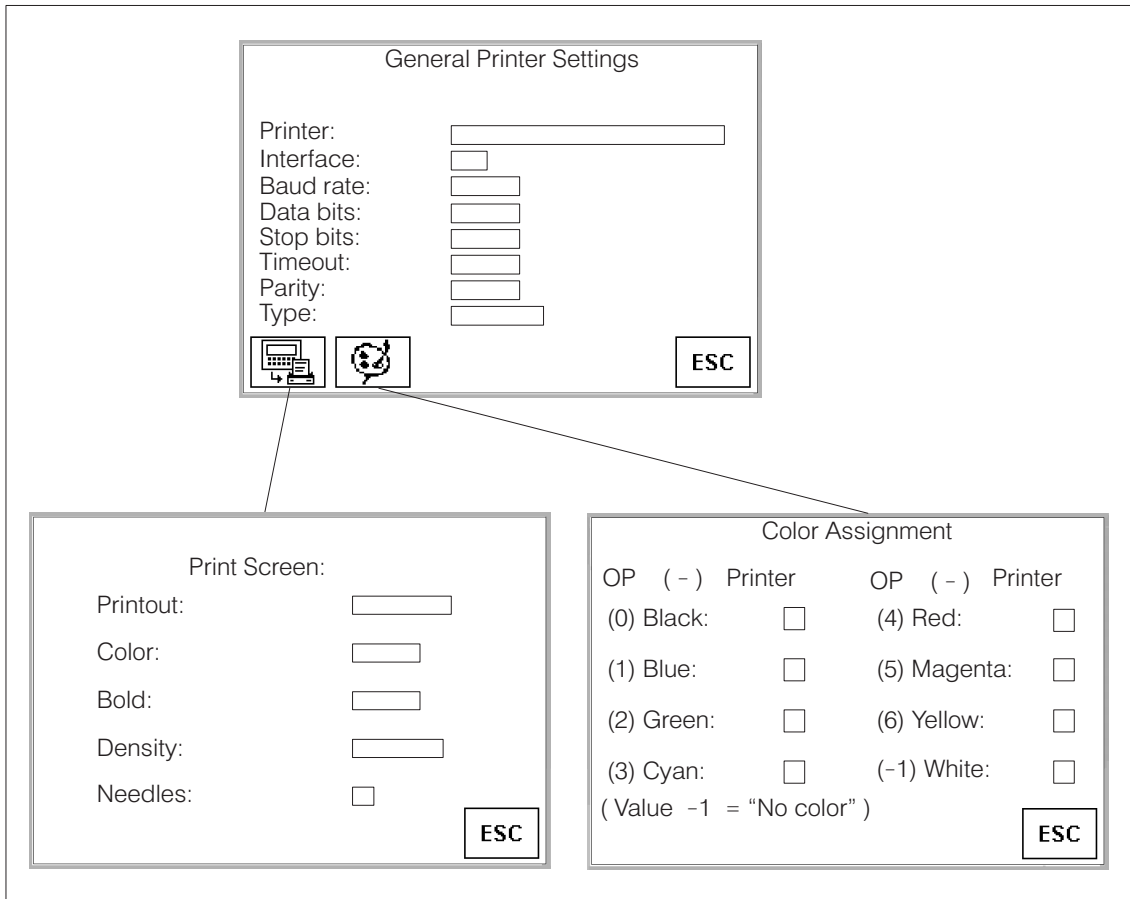 General Printer Settings
Printer:
Interface:
Baud rate:
Data bits:
Stop bits:
Timeout:
Parity:
Type:
ESC
Print Screen:
Printout:
Color:
Bold:
Density:
Needles:
ESC
Color Assignment
OP (-) Printer OP (-) Printer
(0) Black: (4) Red:
(1) Blue: (5) Magenta:
(2) Green: (6) Yellow:
(3) Cyan: (-1) White:
( Value -1 = “No color” )
ESC